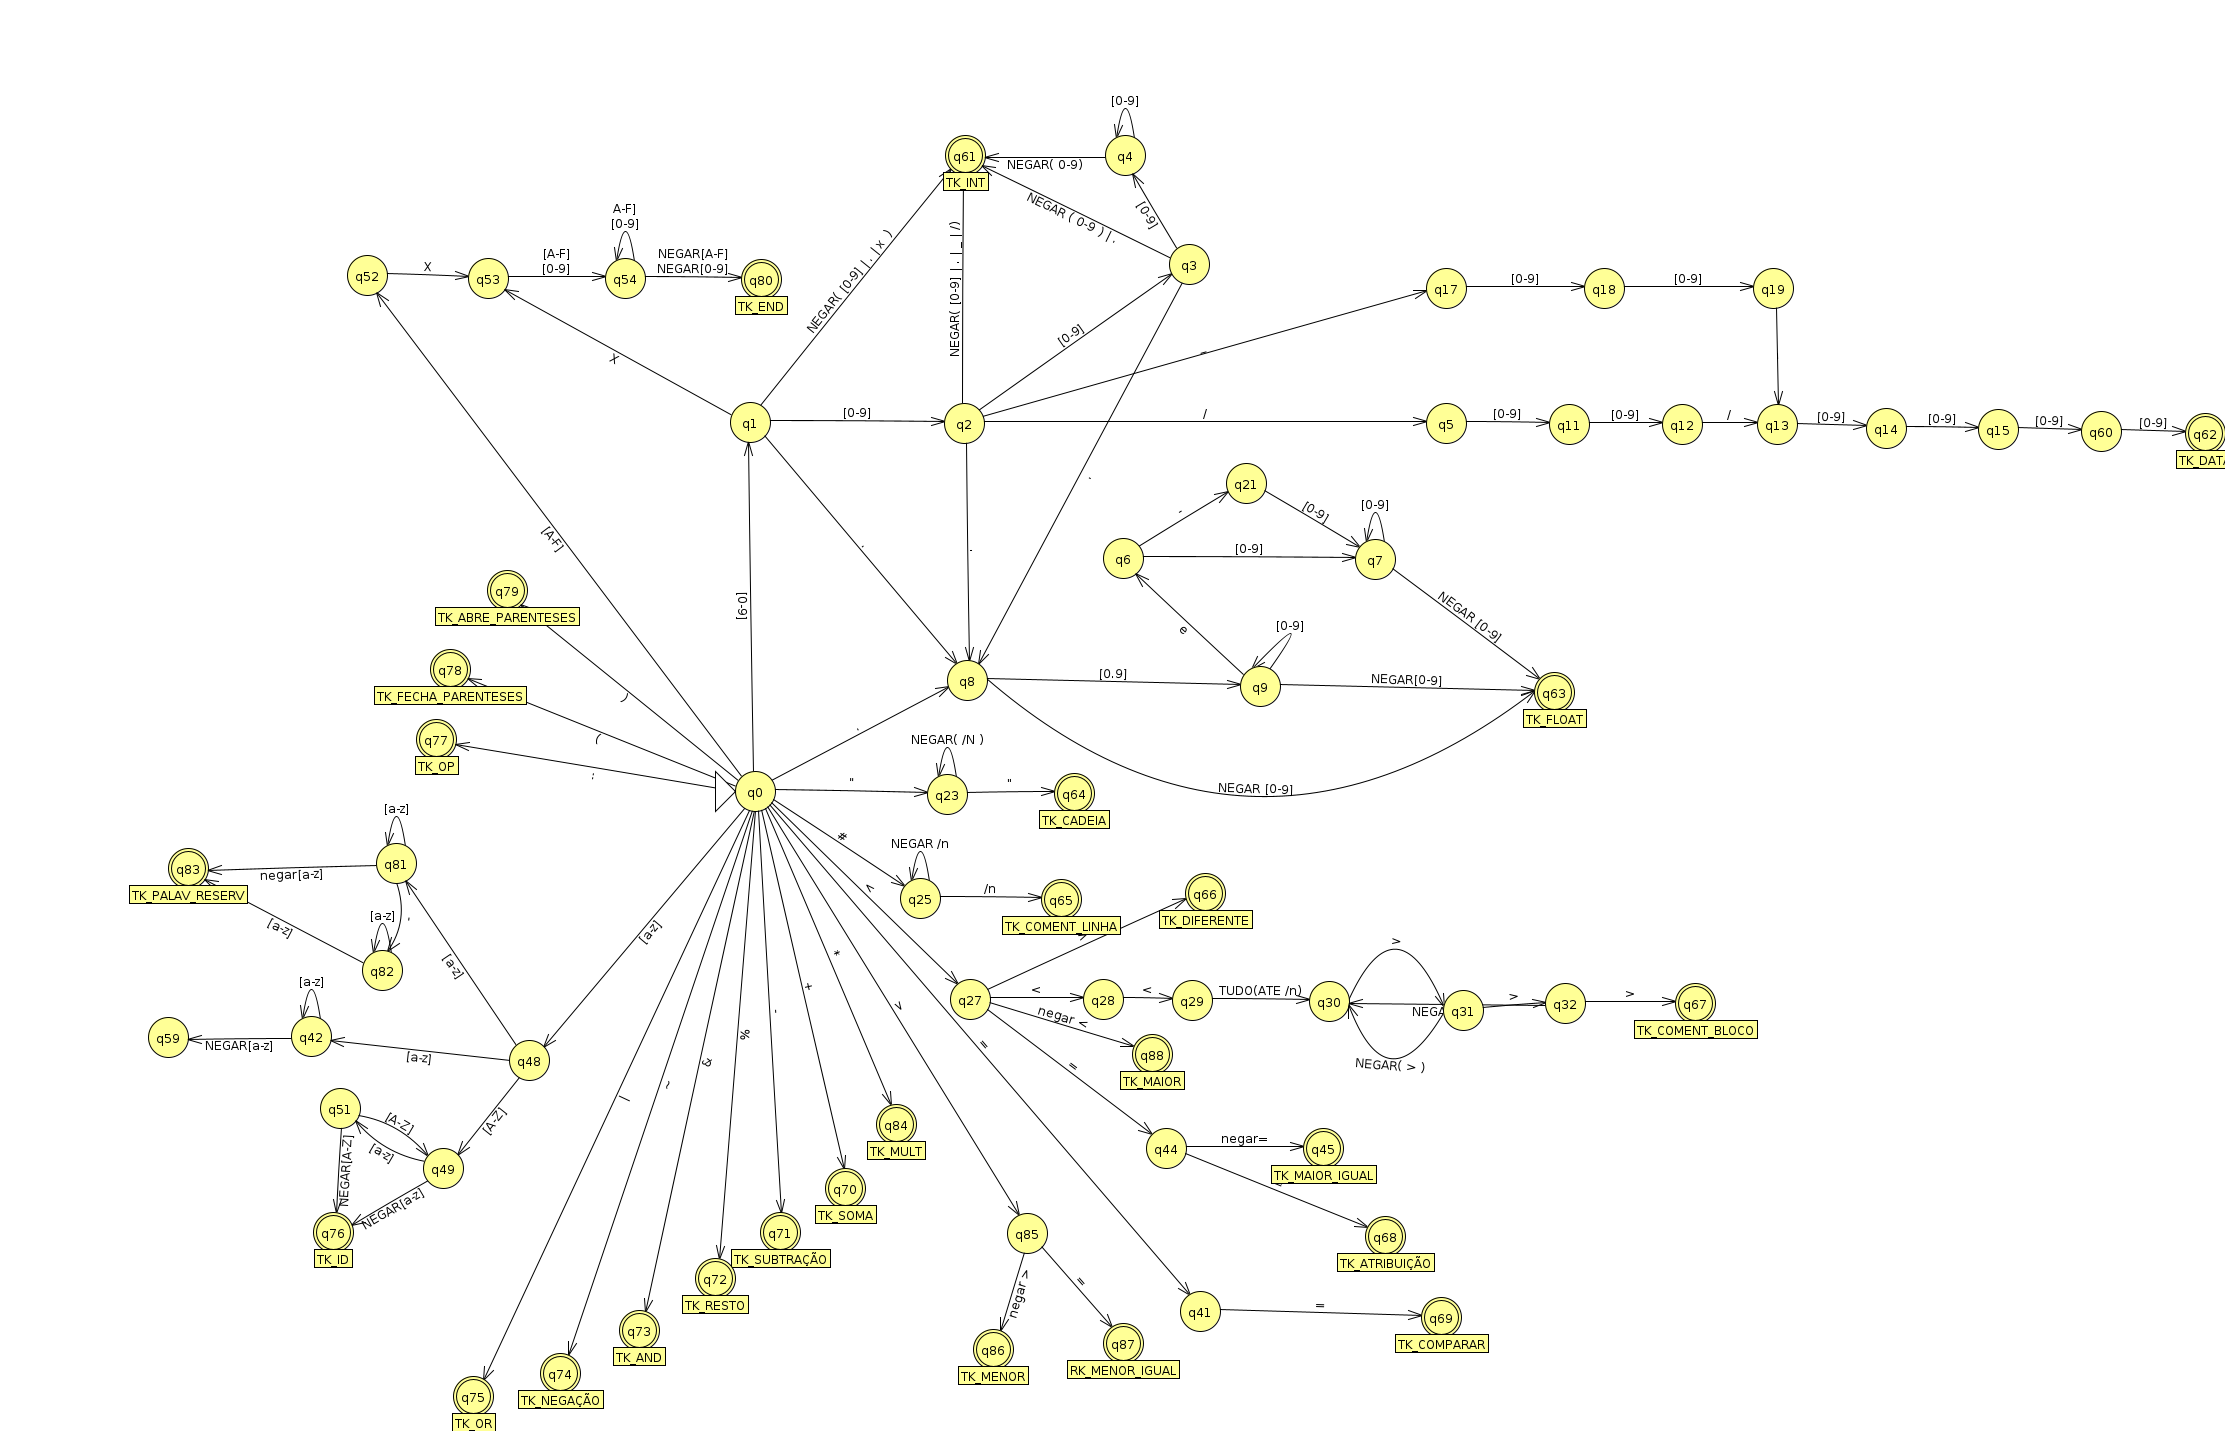 [0-9]
q61
q4
NEGAR( 0-9)
TK_INT
NEGAR ( 0-9 ) | .
[0-9]
A-F]
[0-9]
NEGAR( [0-9] | . | x )
NEGAR( [0-9] | . | _ | /)
q52
X
q53
[A-F]
[0-9]
q54
NEGAR[A-F]
NEGAR[0-9]
q80
TK_END
q3
q17
[0-9]
q18
[0-9]
q19
X
[0-9]
q1
[0-9]
q2
/
q5
[0-9]
q11
[0-9]
q12
/
q13
[0-9]
q14
[0-9]
q15
[0-9]
q60
[0-9]
q62
TK_DATA
[A-F]
[0-9]
.
.
.
q21
-
[0-9]
[0-9]
q6
[0-9]
q7
NEGAR [0-9]
q79
TK_ABRE_PARENTESES
)
e
[0-9]
q78
TK_FECHA_PARENTESES
(
q8
[0.9]
q9
NEGAR[0-9]
q63
TK_FLOAT
.
q77
TK_OP
:
NEGAR( /N )
q0
"
q23
"
q64
TK_CADEIA
NEGAR [0-9]
[a-z]
q81
q83
negar[a-z]
TK_PALAV_RESERV
[a-z]
-
[a-z]
q82
#
NEGAR /n
q25
/n
q65
TK_COMENT_LINHA
<
q66
TK_DIFERENTE
[a-z]
[a-z]
[a-z]
q42
q59
NEGAR[a-z]
[a-z]
q48
q27
<
q28
<
q29
TUDO(ATE /n)
q30
>
q31
>
q32
>
q67
TK_COMENT_BLOCO
NEGAR( > )
negar <
q88
TK_MAIOR
=
q51
[A-Z]
[a-z]
[A-Z]
q49
NEGAR[A-Z]
NEGAR[a-z]
q76
TK_ID
|
&
%
-
+
*
=
q84
TK_MULT
q70
TK_SOMA
q71
TK_SUBTRAÇÃO
q72
TK_RESTO
q73
TK_AND
q74
TK_NEGAÇÃO
q75
TK_OR
q44
negar=
q45
TK_MAIOR_IGUAL
q68
TK_ATRIBUIÇÃO
q85
negar >
=
q86
TK_MENOR
q87
RK_MENOR_IGUAL
q41
=
q69
TK_COMPARAR